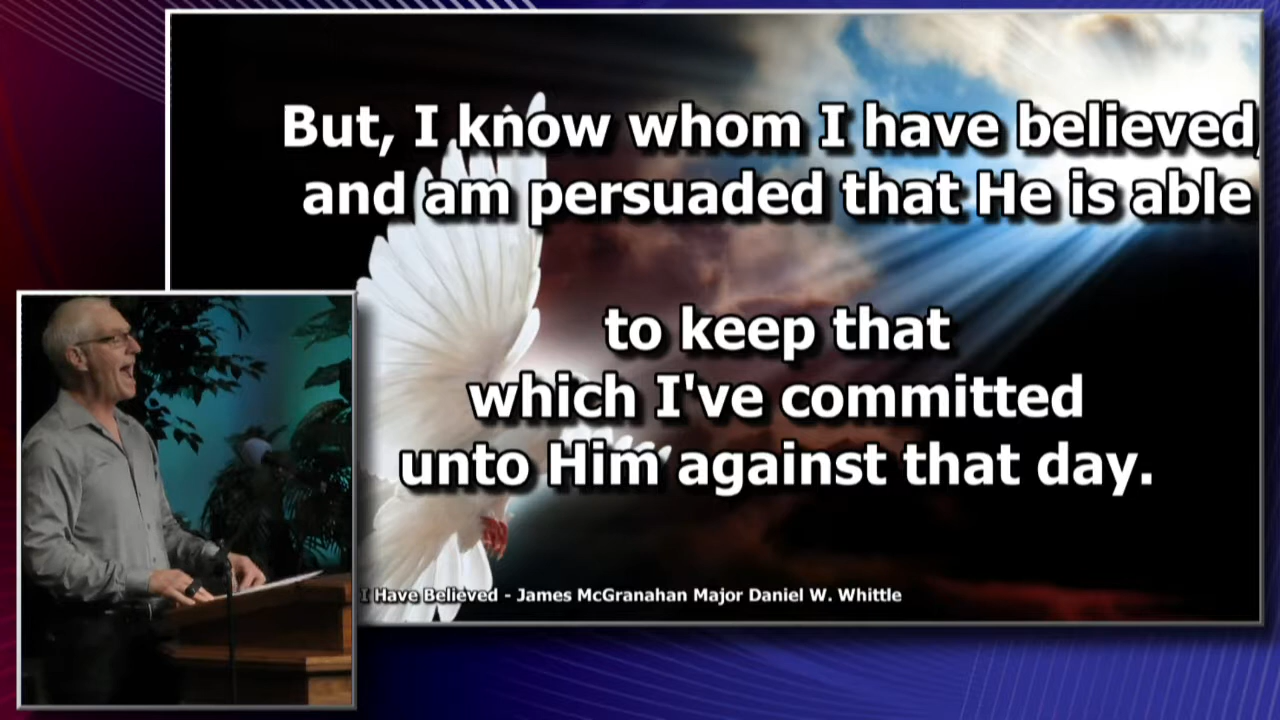 But, I know whom I have believed,
and am persuaded that He is able
to keep that
which I've committed
unto Him against that day.
I Have Believed - James McGranahan Major Daniel W. Whittle